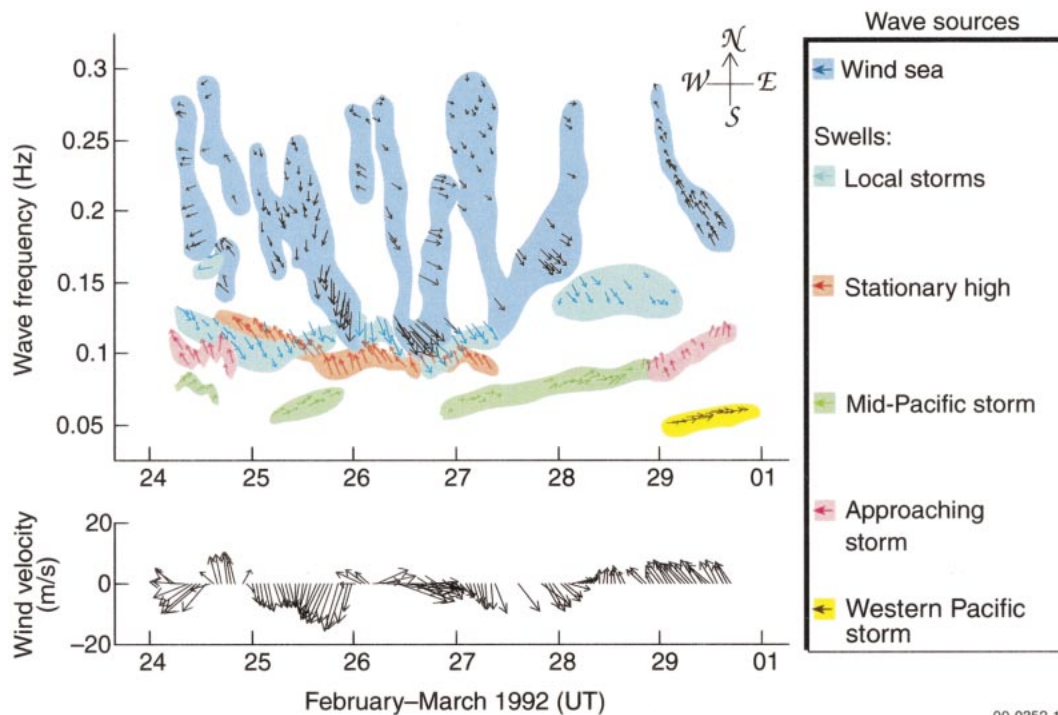 Wave sources
N
W E
S
Wave frequency (Hz)
0.3
0.25
0.2
0.15
0.1
0.05
24 25 26 27 28 29 01
Wind sea
Swells:
Local storms
Stationary high
Mid-Pacific storm
Approaching
storm
Western Pacific
storm
Wind velocity
(m/s)
20
0
–20
24 25 26 27 28 29 01
February–March 1992 (UT)